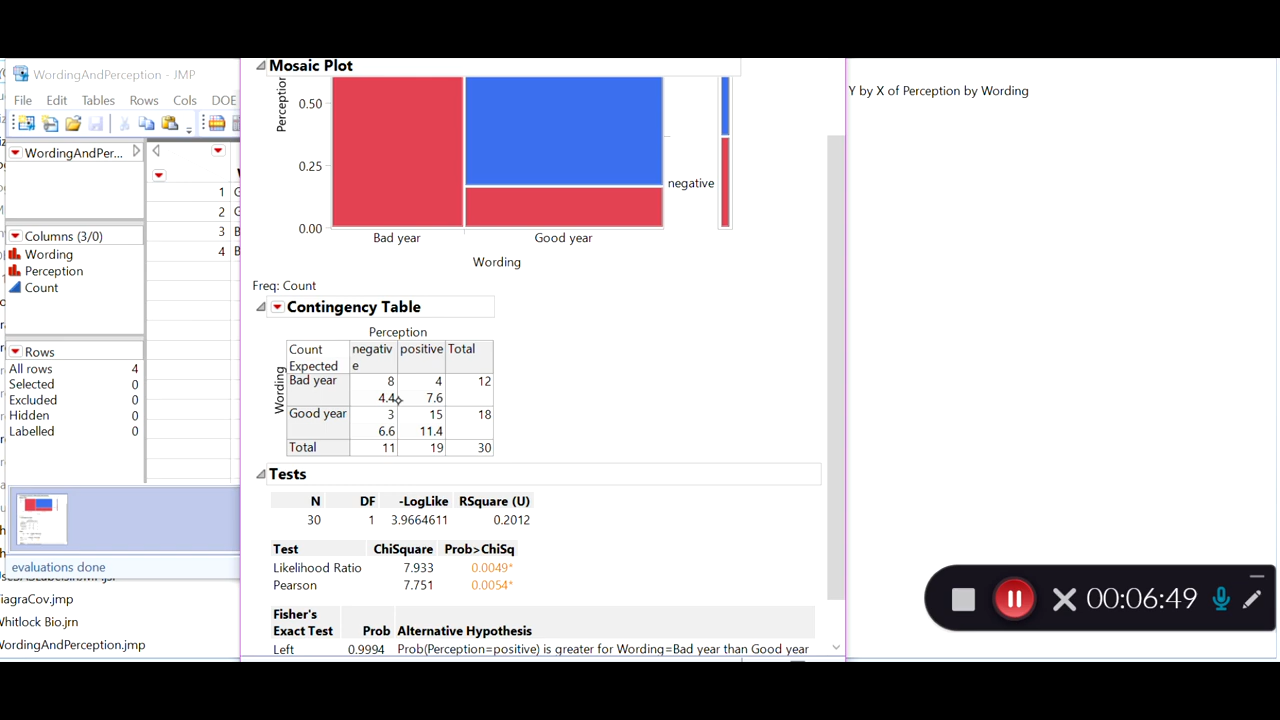 WordingAndPerception - JMP
File Edit Tables Rows Cols DOE
WordingAndPer...
1 G
2 G
3 B
4 B
Columns (3/0)
Wording
Perception
Count
Rows
All rows 4
Selected 0
Excluded 0
Hidden 0
Labelled 0
evaluations done
iagraCov.jmp
Whitlock Bio.jrn
WordingAndPerception.jmp
Mosaic Plot
Perception
0.50
0.25
0.00
negative
Bad year Good year
Wording
Freq: Count
Contingency Table
Perception
Wording
Count negativ positive Total
Expected e
Bad year 8 4 12
4.4 7.6
Good year 3 15 18
6.6 11.4
Total 11 19 30
Tests
N DF -LogLike RSquare (U)
30 1 3.9664611 0.2012
Test ChiSquare Prob>ChiSq
Likelihood Ratio 7.933 0.0049*
Pearson 7.751 0.0054*
Fisher's
Exact Test Prob Alternative Hypothesis
Left 0.9994 Prob(Perception=positive) is greater for Wording=Bad year than Good year
Y by X of Perception by Wording
00:06:49